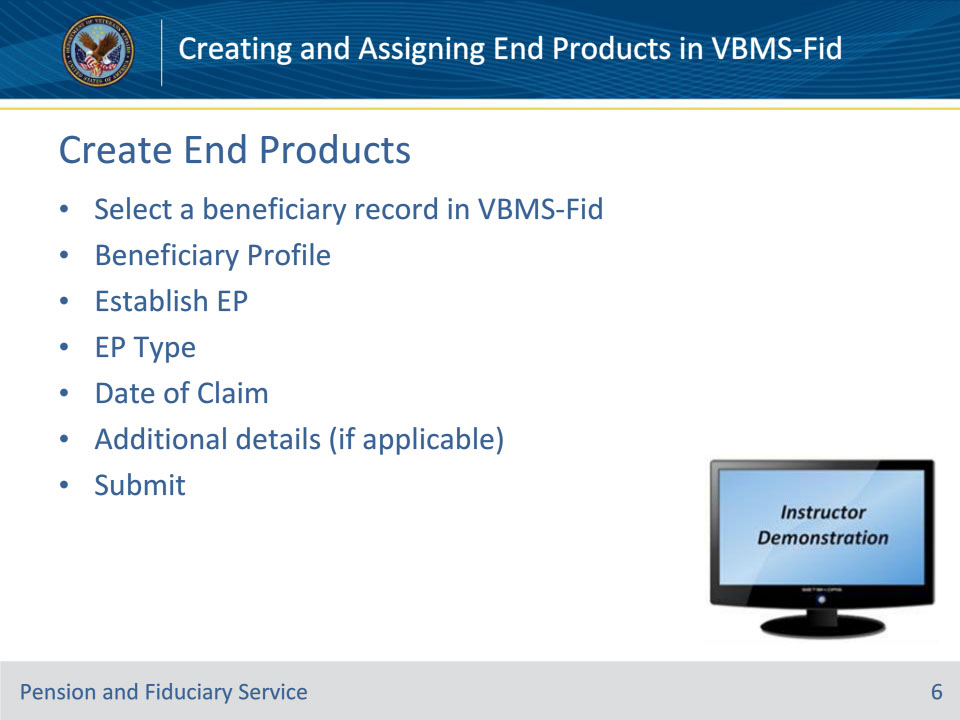 Creating and Assigning End Products in VBMS-Fid
Create End Products
• Select a beneficiary record in VBMS-Fid
• Beneficiary Profile
• Establish EP
• EP Type
• Date of Claim
• Additional details (if applicable)
• Submit
Instructor
Demonstration
Pension and Fiduciary Service
6